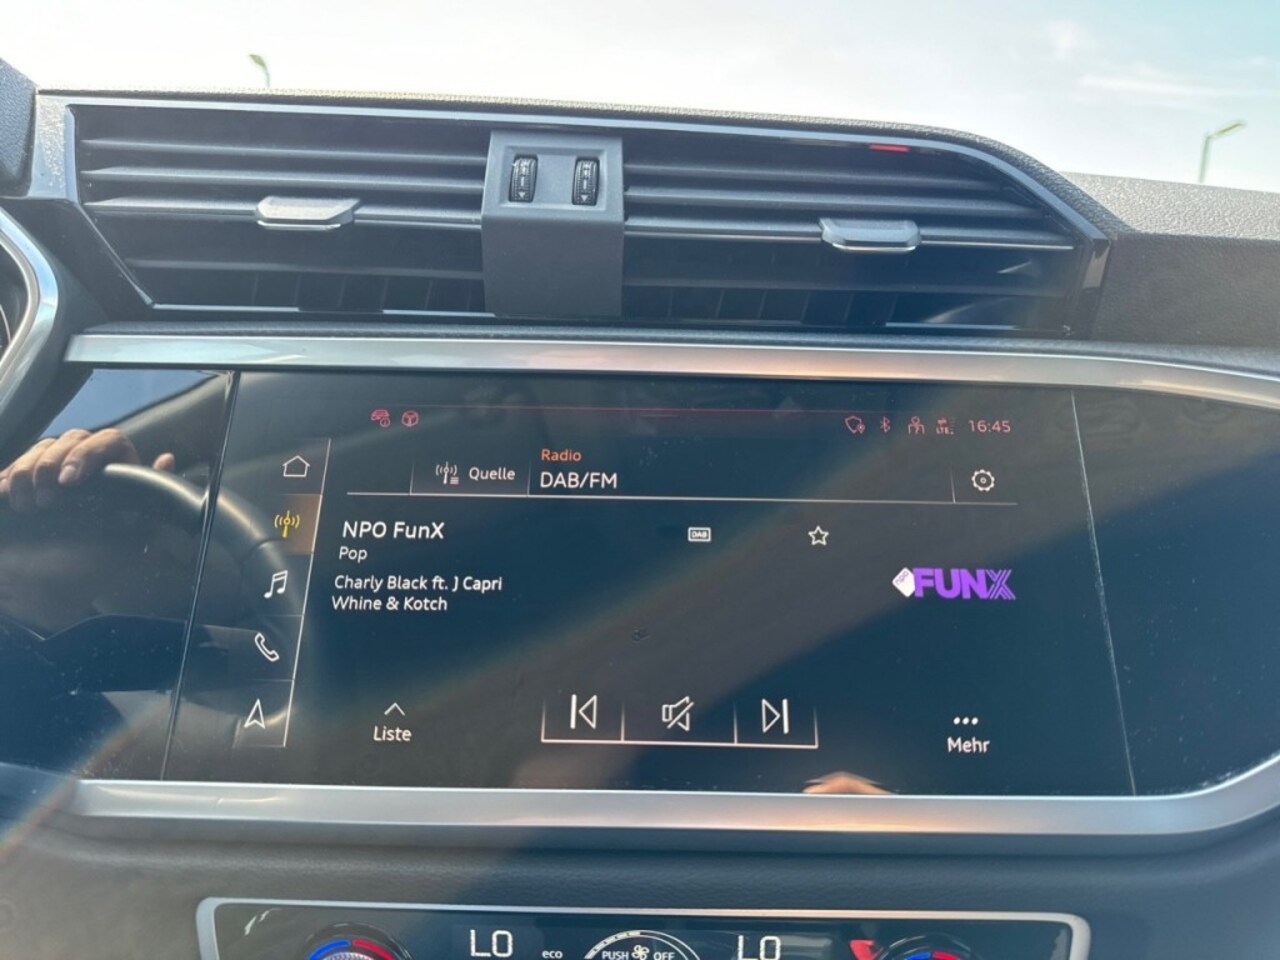 16:45
Quelle
Radio
DAB/FM
NPO FunX
Pop
DAB
Charly Black ft. J Capri
Whine & Kotch
npo FUNX
Liste
Mehr
LO
eco
PUSH OFF
LO